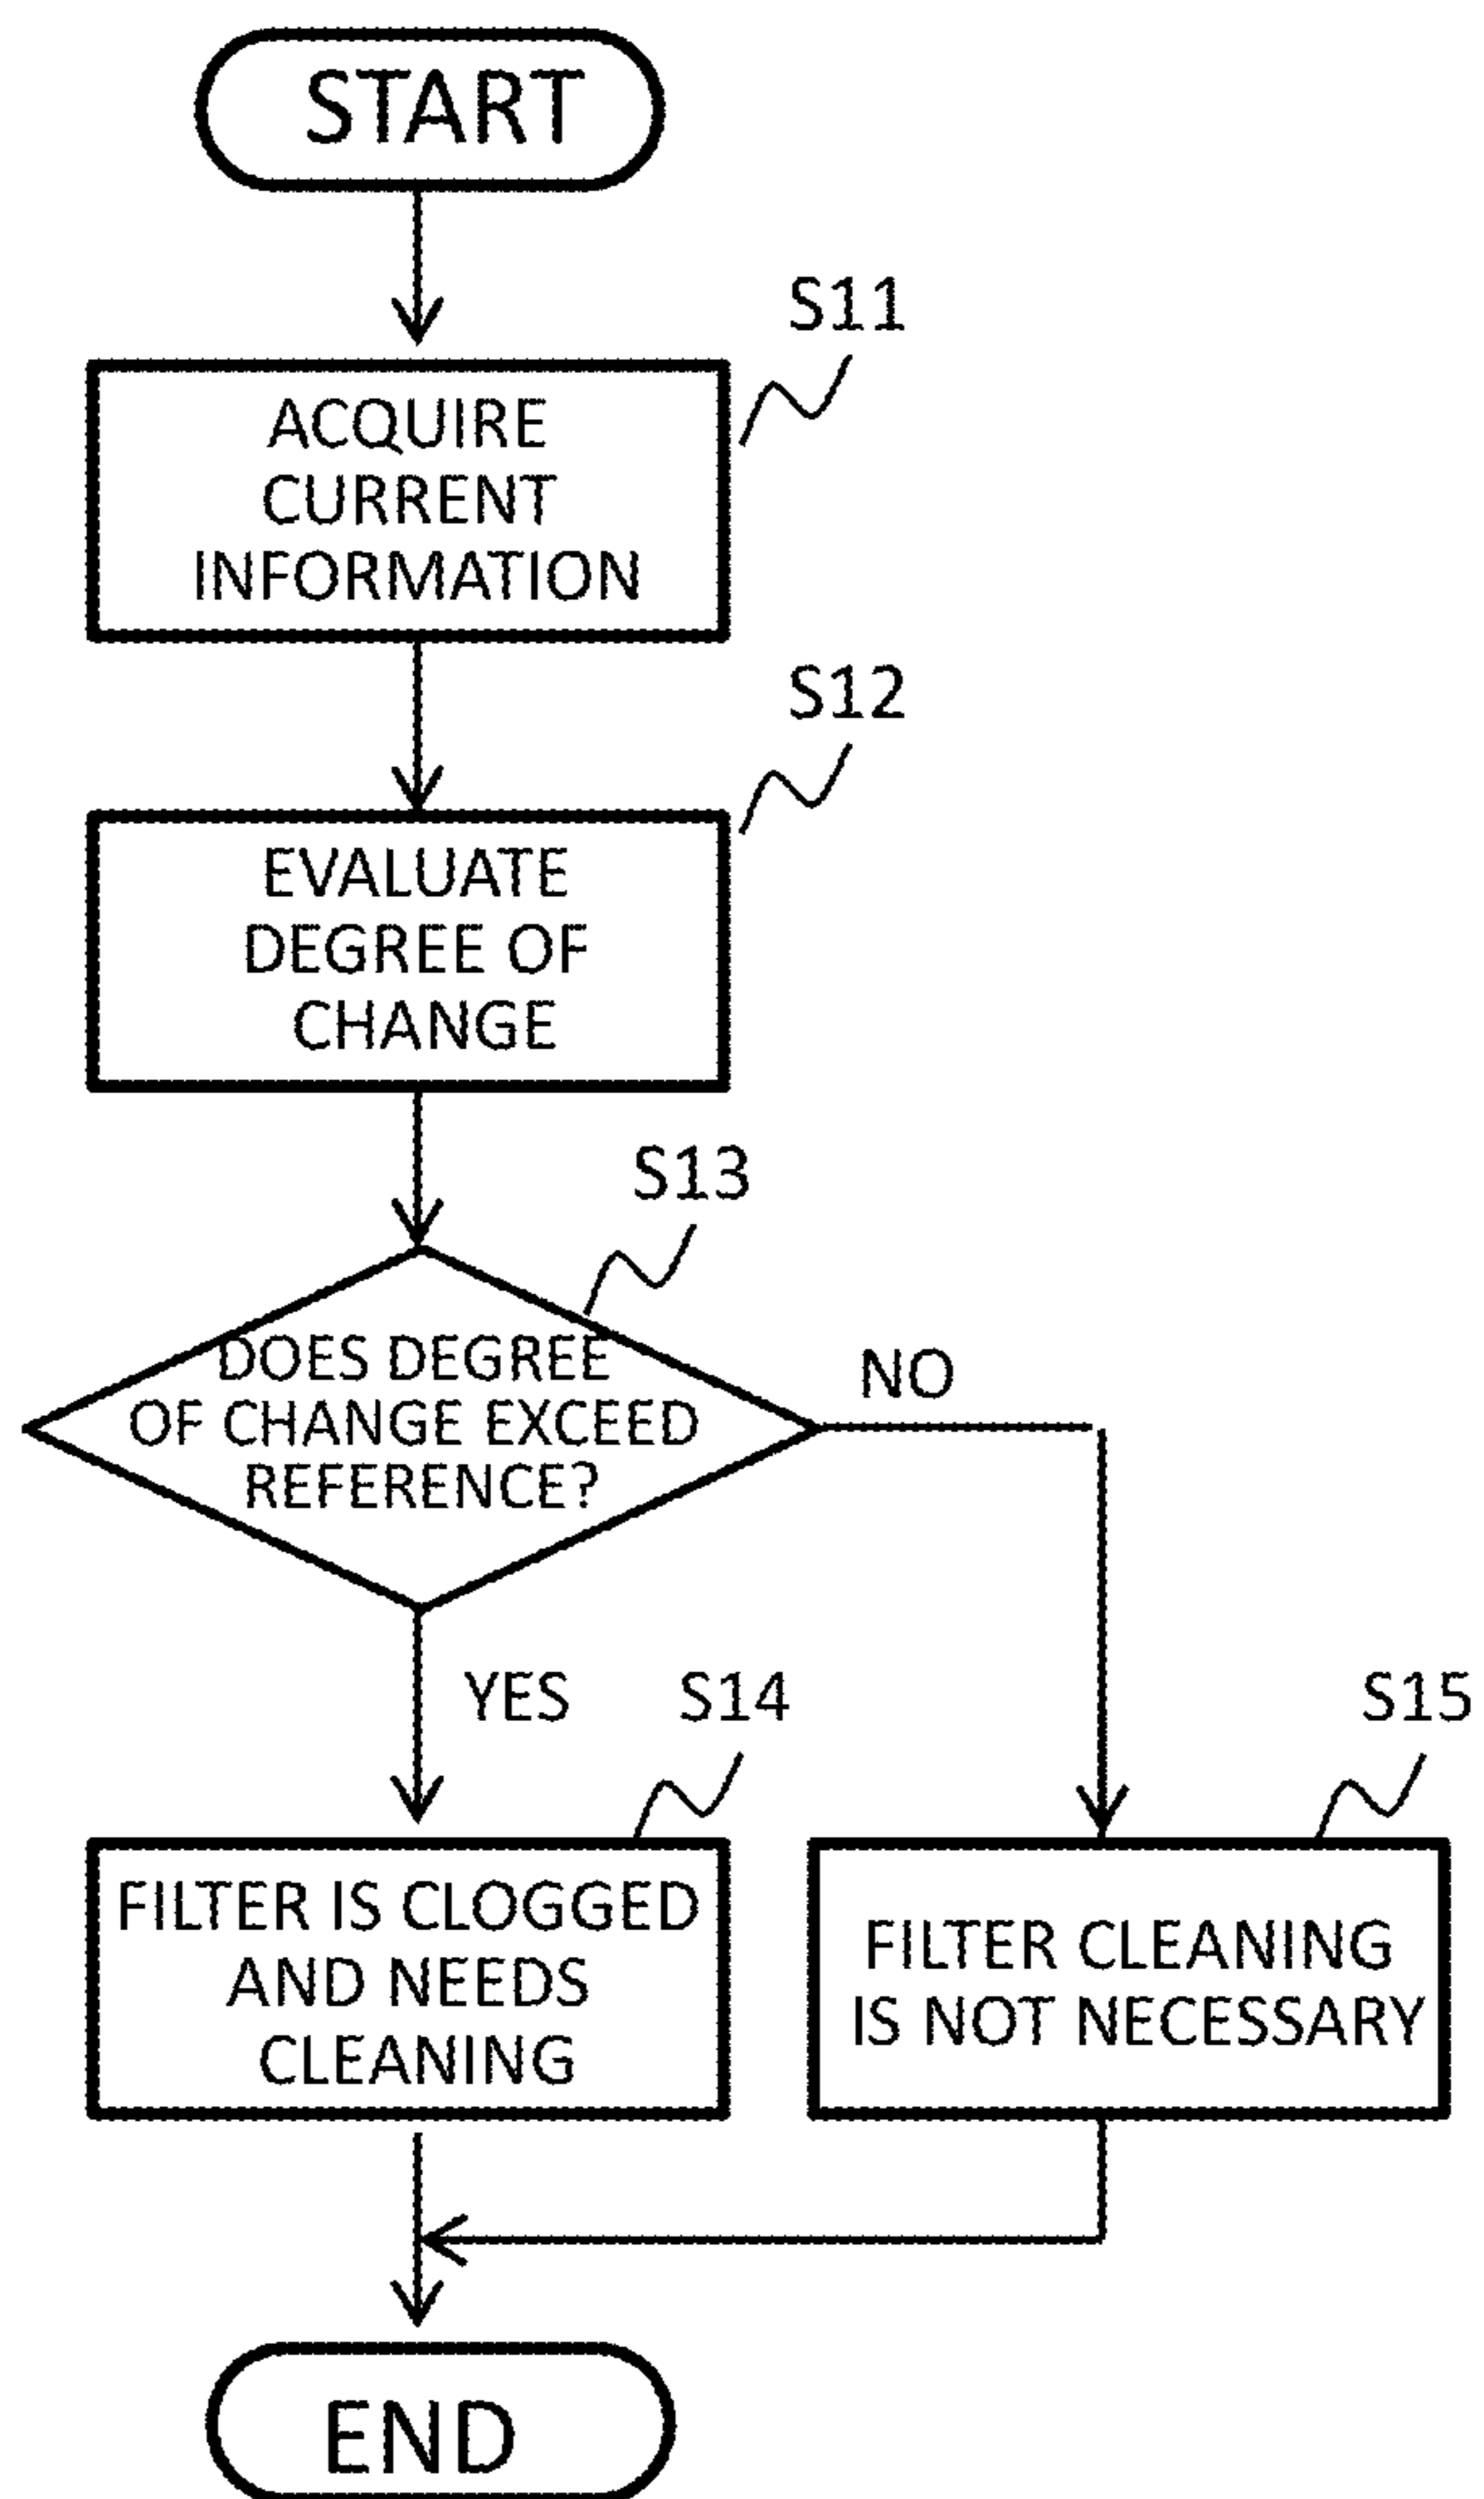 START
S11
ACQUIRE
CURRENT
INFORMATION
S12
EVALUATE
DEGREE OF
CHANGE
S13
DOES DEGREE
OF CHANGE EXCEED
REFERENCE?
NO
YES
S14
S15
FILTER IS CLOGGED
AND NEEDS
CLEANING
FILTER CLEANING
IS NOT NECESSARY
END